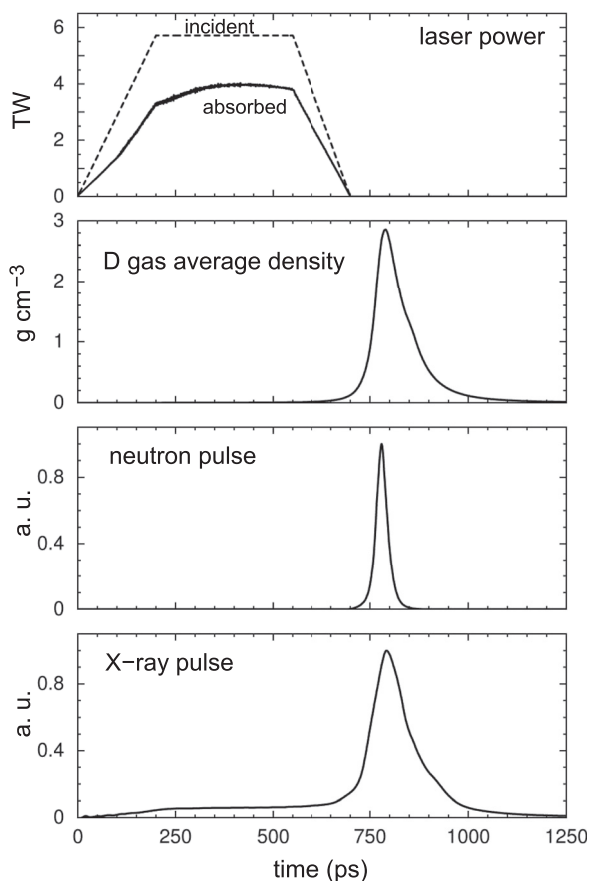 6
4
2
0
TW
incident
absorbed
laser power
3
2
1
0
g cm−3
D gas average density
0.8
0.4
0
a. u.
neutron pulse
0.8
0.4
0
a. u.
X−ray pulse
0 250 500 750 1000 1250
time (ps)